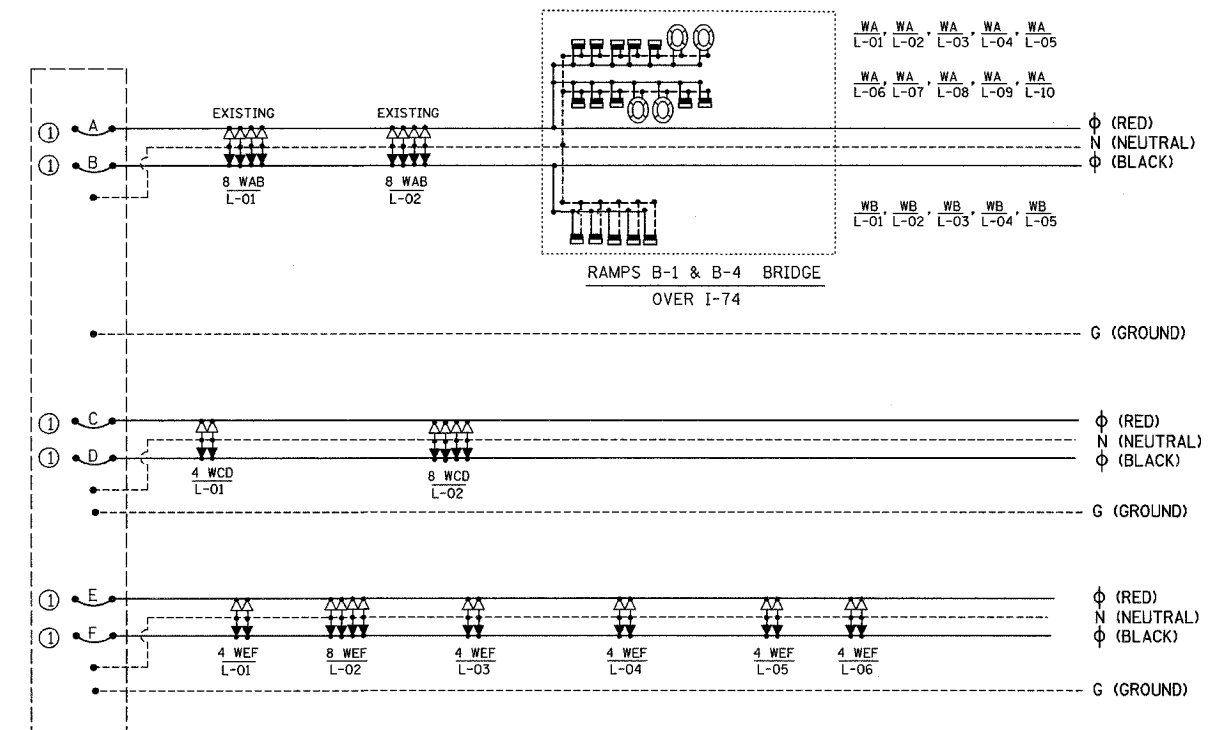 WA, WA, WA, WA, WA
L-01 L-02 L-03 L-04 L-05
WA, WA, WA, WA, WA
L-06 L-07 L-08 L-09 L-10
EXISTING EXISTING
1 A ϕ (RED)
N (NEUTRAL)
1 B ϕ (BLACK)
8 WAB 8 WAB
L-01 L-02
WB, WB, WB, WB, WB
L-01 L-02 L-03 L-04 L-05
RAMPS B-1 & B-4 BRIDGE
OVER I-74
G (GROUND)
1 C ϕ (RED)
N (NEUTRAL)
1 D ϕ (BLACK)
4 WCD 8 WCD
L-01 L-02
G (GROUND)
1 E ϕ (RED)
N (NEUTRAL)
1 F ϕ (BLACK)
4 WEF 8 WEF 4 WEF 4 WEF 4 WEF 4 WEF
L-01 L-02 L-03 L-04 L-05 L-06
G (GROUND)